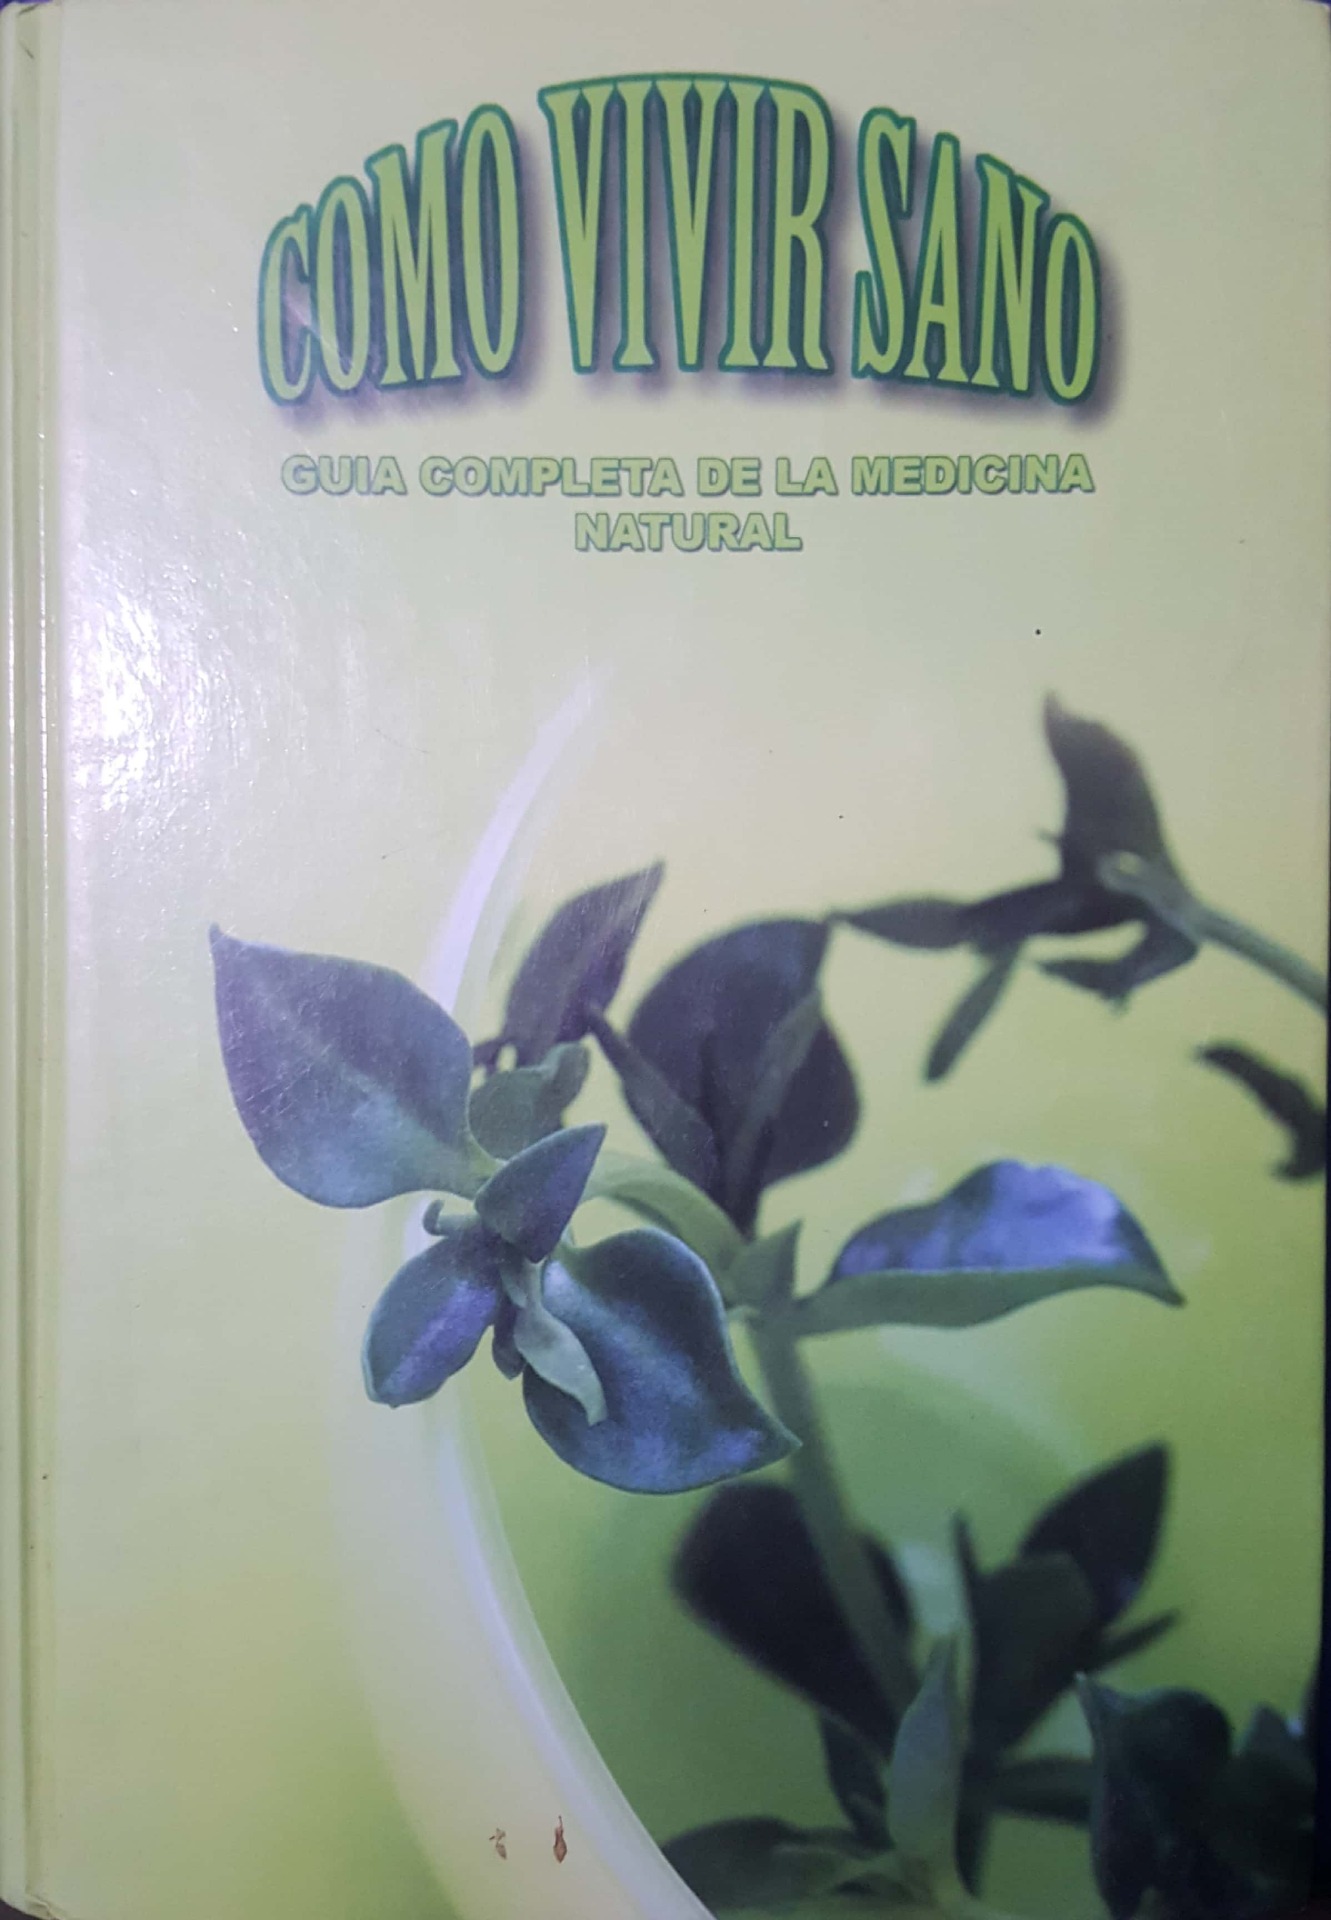 COMO VIVIR SANO
GUIA COMPLETA DE LA MEDICINA
NATURAL